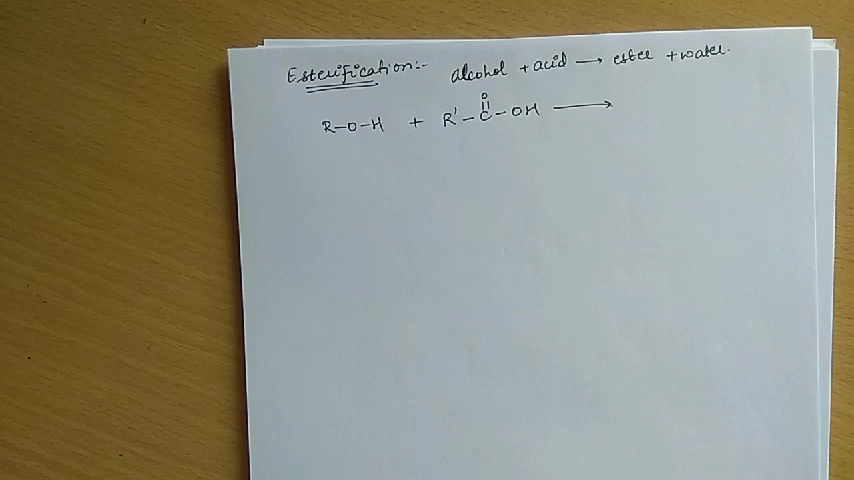 Esterification:- alcohol + acid ⟶ ester + water.
O
R-O-H + R'-C-OH ⟶